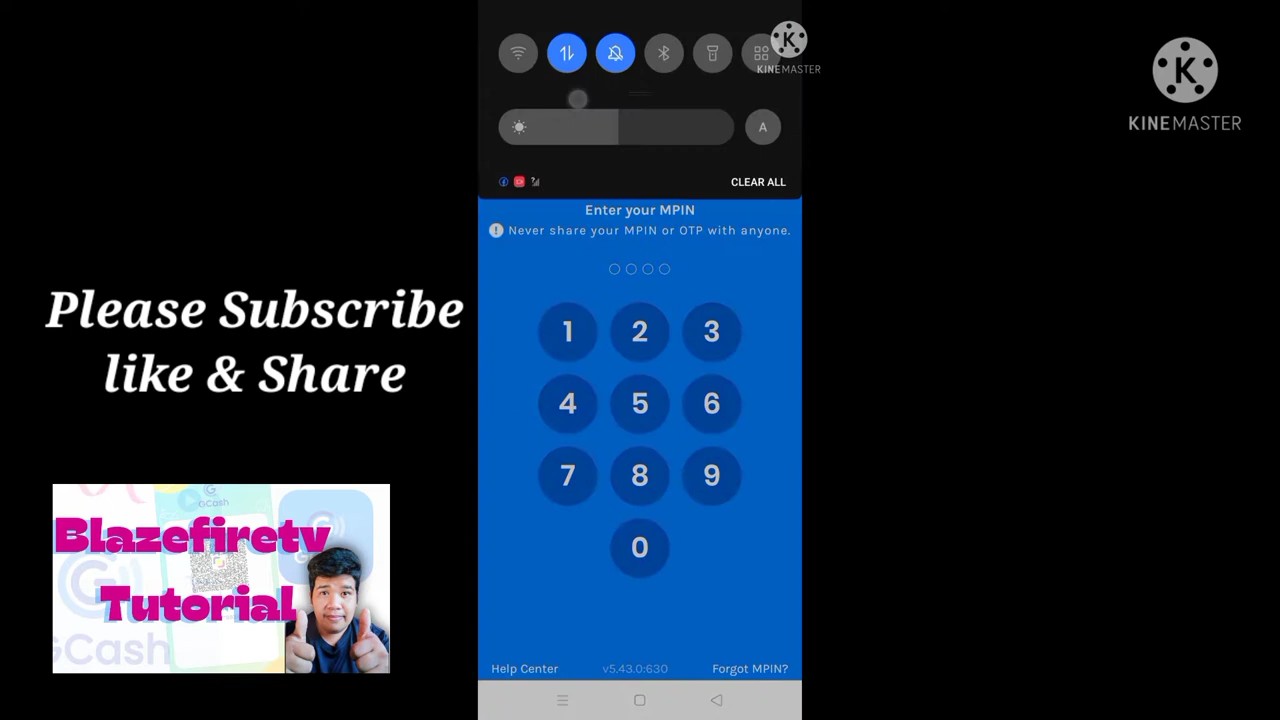 KINEMASTER
KINEMASTER
A
CLEAR ALL
Enter your MPIN
Never share your MPIN or OTP with anyone.
1 2 3
4 5 6
7 8 9
0
Help Center v5.43.0:630 Forgot MPIN?
Please Subscribe
like & Share
GCash
Blazefiretv
Tutorial
GCash